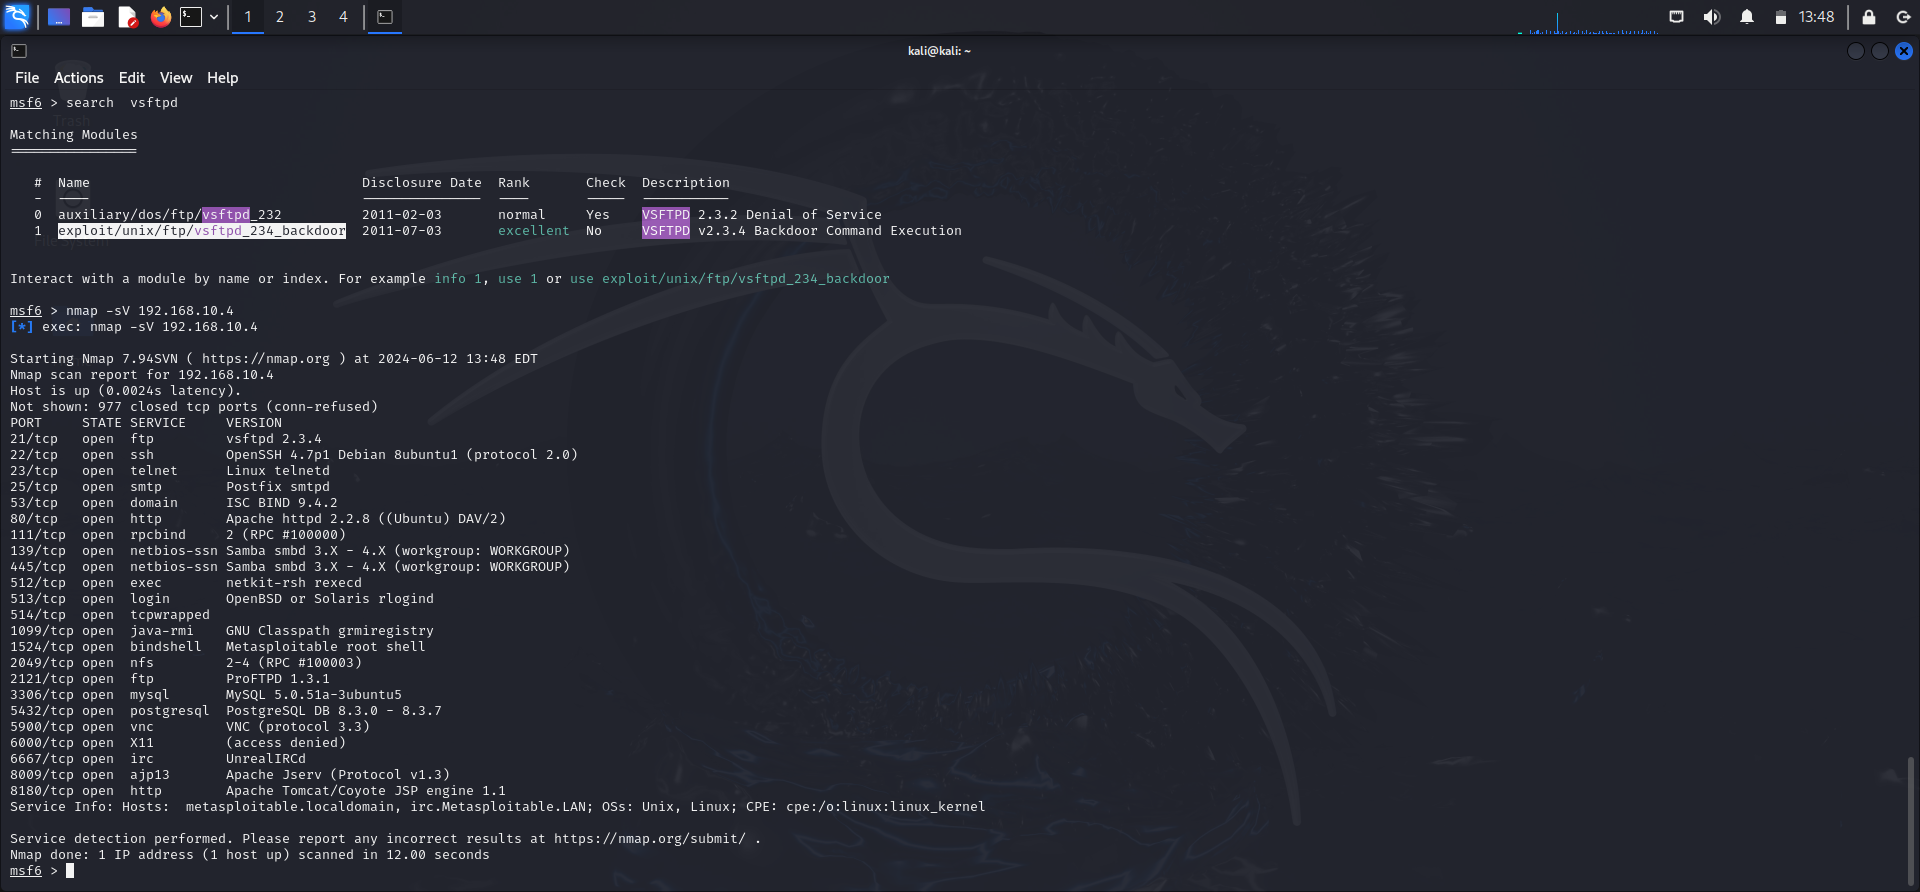 1 2 3 4 13:48
kali@kali: ~
File Actions Edit View Help
msf6 > search  vsftpd
Trash
Matching Modules
================
#  Name                                  Disclosure Date  Rank       Check  Description
-  ----                                  ---------------  ----       -----  -----------
0  auxiliary/dos/ftp/vsftpd_232          2011-02-03       normal     Yes    VSFTPD 2.3.2 Denial of Service
1  exploit/unix/ftp/vsftpd_234_backdoor  2011-07-03       excellent  No     VSFTPD v2.3.4 Backdoor Command Execution
File System
Interact with a module by name or index. For example info 1, use 1 or use exploit/unix/ftp/vsftpd_234_backdoor
msf6 > nmap -sV 192.168.10.4
[*] exec: nmap -sV 192.168.10.4
Starting Nmap 7.94SVN ( https://nmap.org ) at 2024-06-12 13:48 EDT
Nmap scan report for 192.168.10.4
Host is up (0.0024s latency).
Not shown: 977 closed tcp ports (conn-refused)
PORT     STATE SERVICE     VERSION
21/tcp   open  ftp         vsftpd 2.3.4
22/tcp   open  ssh         OpenSSH 4.7p1 Debian 8ubuntu1 (protocol 2.0)
23/tcp   open  telnet      Linux telnetd
25/tcp   open  smtp        Postfix smtpd
53/tcp   open  domain      ISC BIND 9.4.2
80/tcp   open  http        Apache httpd 2.2.8 ((Ubuntu) DAV/2)
111/tcp  open  rpcbind     2 (RPC #100000)
139/tcp  open  netbios-ssn Samba smbd 3.X - 4.X (workgroup: WORKGROUP)
445/tcp  open  netbios-ssn Samba smbd 3.X - 4.X (workgroup: WORKGROUP)
512/tcp  open  exec        netkit-rsh rexecd
513/tcp  open  login       OpenBSD or Solaris rlogind
514/tcp  open  tcpwrapped
1099/tcp open  java-rmi    GNU Classpath grmiregistry
1524/tcp open  bindshell   Metasploitable root shell
2049/tcp open  nfs         2-4 (RPC #100003)
2121/tcp open  ftp         ProFTPD 1.3.1
3306/tcp open  mysql       MySQL 5.0.51a-3ubuntu5
5432/tcp open  postgresql  PostgreSQL DB 8.3.0 - 8.3.7
5900/tcp open  vnc         VNC (protocol 3.3)
6000/tcp open  X11         (access denied)
6667/tcp open  irc         UnrealIRCd
8009/tcp open  ajp13       Apache Jserv (Protocol v1.3)
8180/tcp open  http        Apache Tomcat/Coyote JSP engine 1.1
Service Info: Hosts:  metasploitable.localdomain, irc.Metasploitable.LAN; OSs: Unix, Linux; CPE: cpe:/o:linux:linux_kernel
Service detection performed. Please report any incorrect results at https://nmap.org/submit/ .
Nmap done: 1 IP address (1 host up) scanned in 12.00 seconds
msf6 >